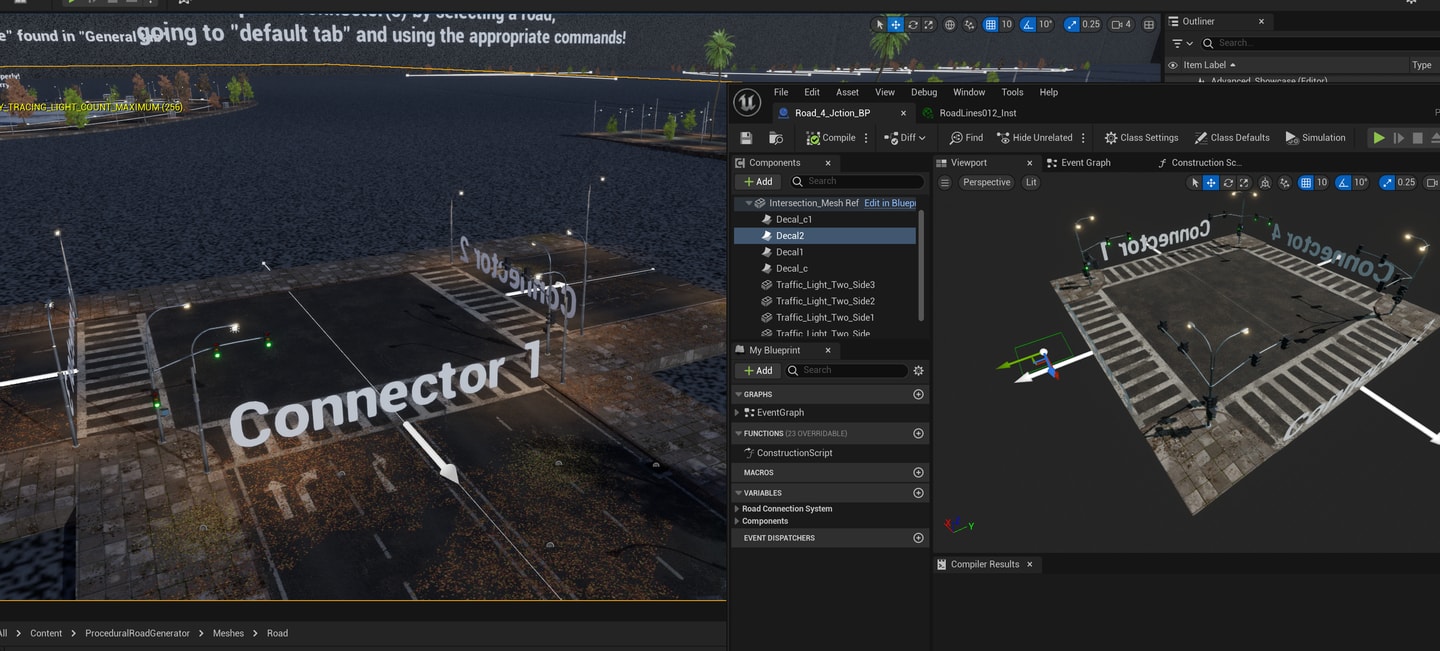 by selecting a road,
e" found in "General
going to "default tab" and using the appropriate commands!
Y_TRACING_LIGHT_COUNT_MAXIMUM (256)
Connector 2
Connector 1
All > Content > ProceduralRoadGenerator > Meshes > Road
10 10° 0.25 4
Outliner
Search...
Item Label Type
Advanced_Showcase (Editor)
File Edit Asset View Debug Window Tools Help
Road_4_Jction_BP RoadLines012_Inst
Compile Diff Find Hide Unrelated Class Settings Class Defaults Simulation
Components
Add Search
Intersection_Mesh Ref Edit in Bluepr
Decal_c1
Decal2
Decal1
Decal_c
Traffic_Light_Two_Side3
Traffic_Light_Two_Side2
Traffic_Light_Two_Side1
Traffic_Light_Two_Side
My Blueprint
Add Search
GRAPHS
EventGraph
FUNCTIONS (23 OVERRIDABLE)
ConstructionScript
MACROS
VARIABLES
Road Connection System
Components
EVENT DISPATCHERS
Viewport Event Graph Construction Sc...
Perspective Lit 10 10° 0.25
Connector 1
Connector 4
X Y
Compiler Results